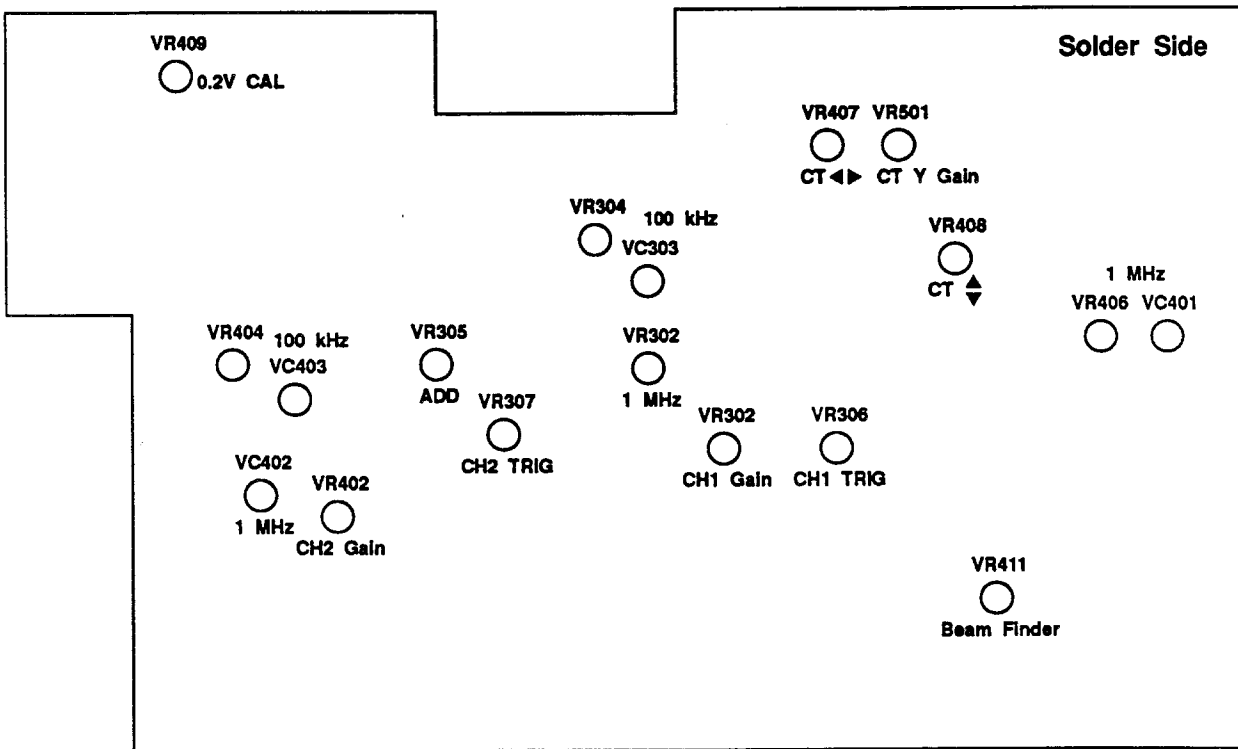 Solder Side
VR409
0.2V CAL
VR407 VR501
CT◀▶ CT Y Gain
VR304 100 kHz
VC303
VR408
CT ▲▼
1 MHz
VR406 VC401
VR404 100 kHz
VC403
VR305
ADD
VR302
1 MHz
VR307
CH2 TRIG
VR302
CH1 Gain
VR306
CH1 TRIG
VC402
1 MHz
VR402
CH2 Gain
VR411
Beam Finder